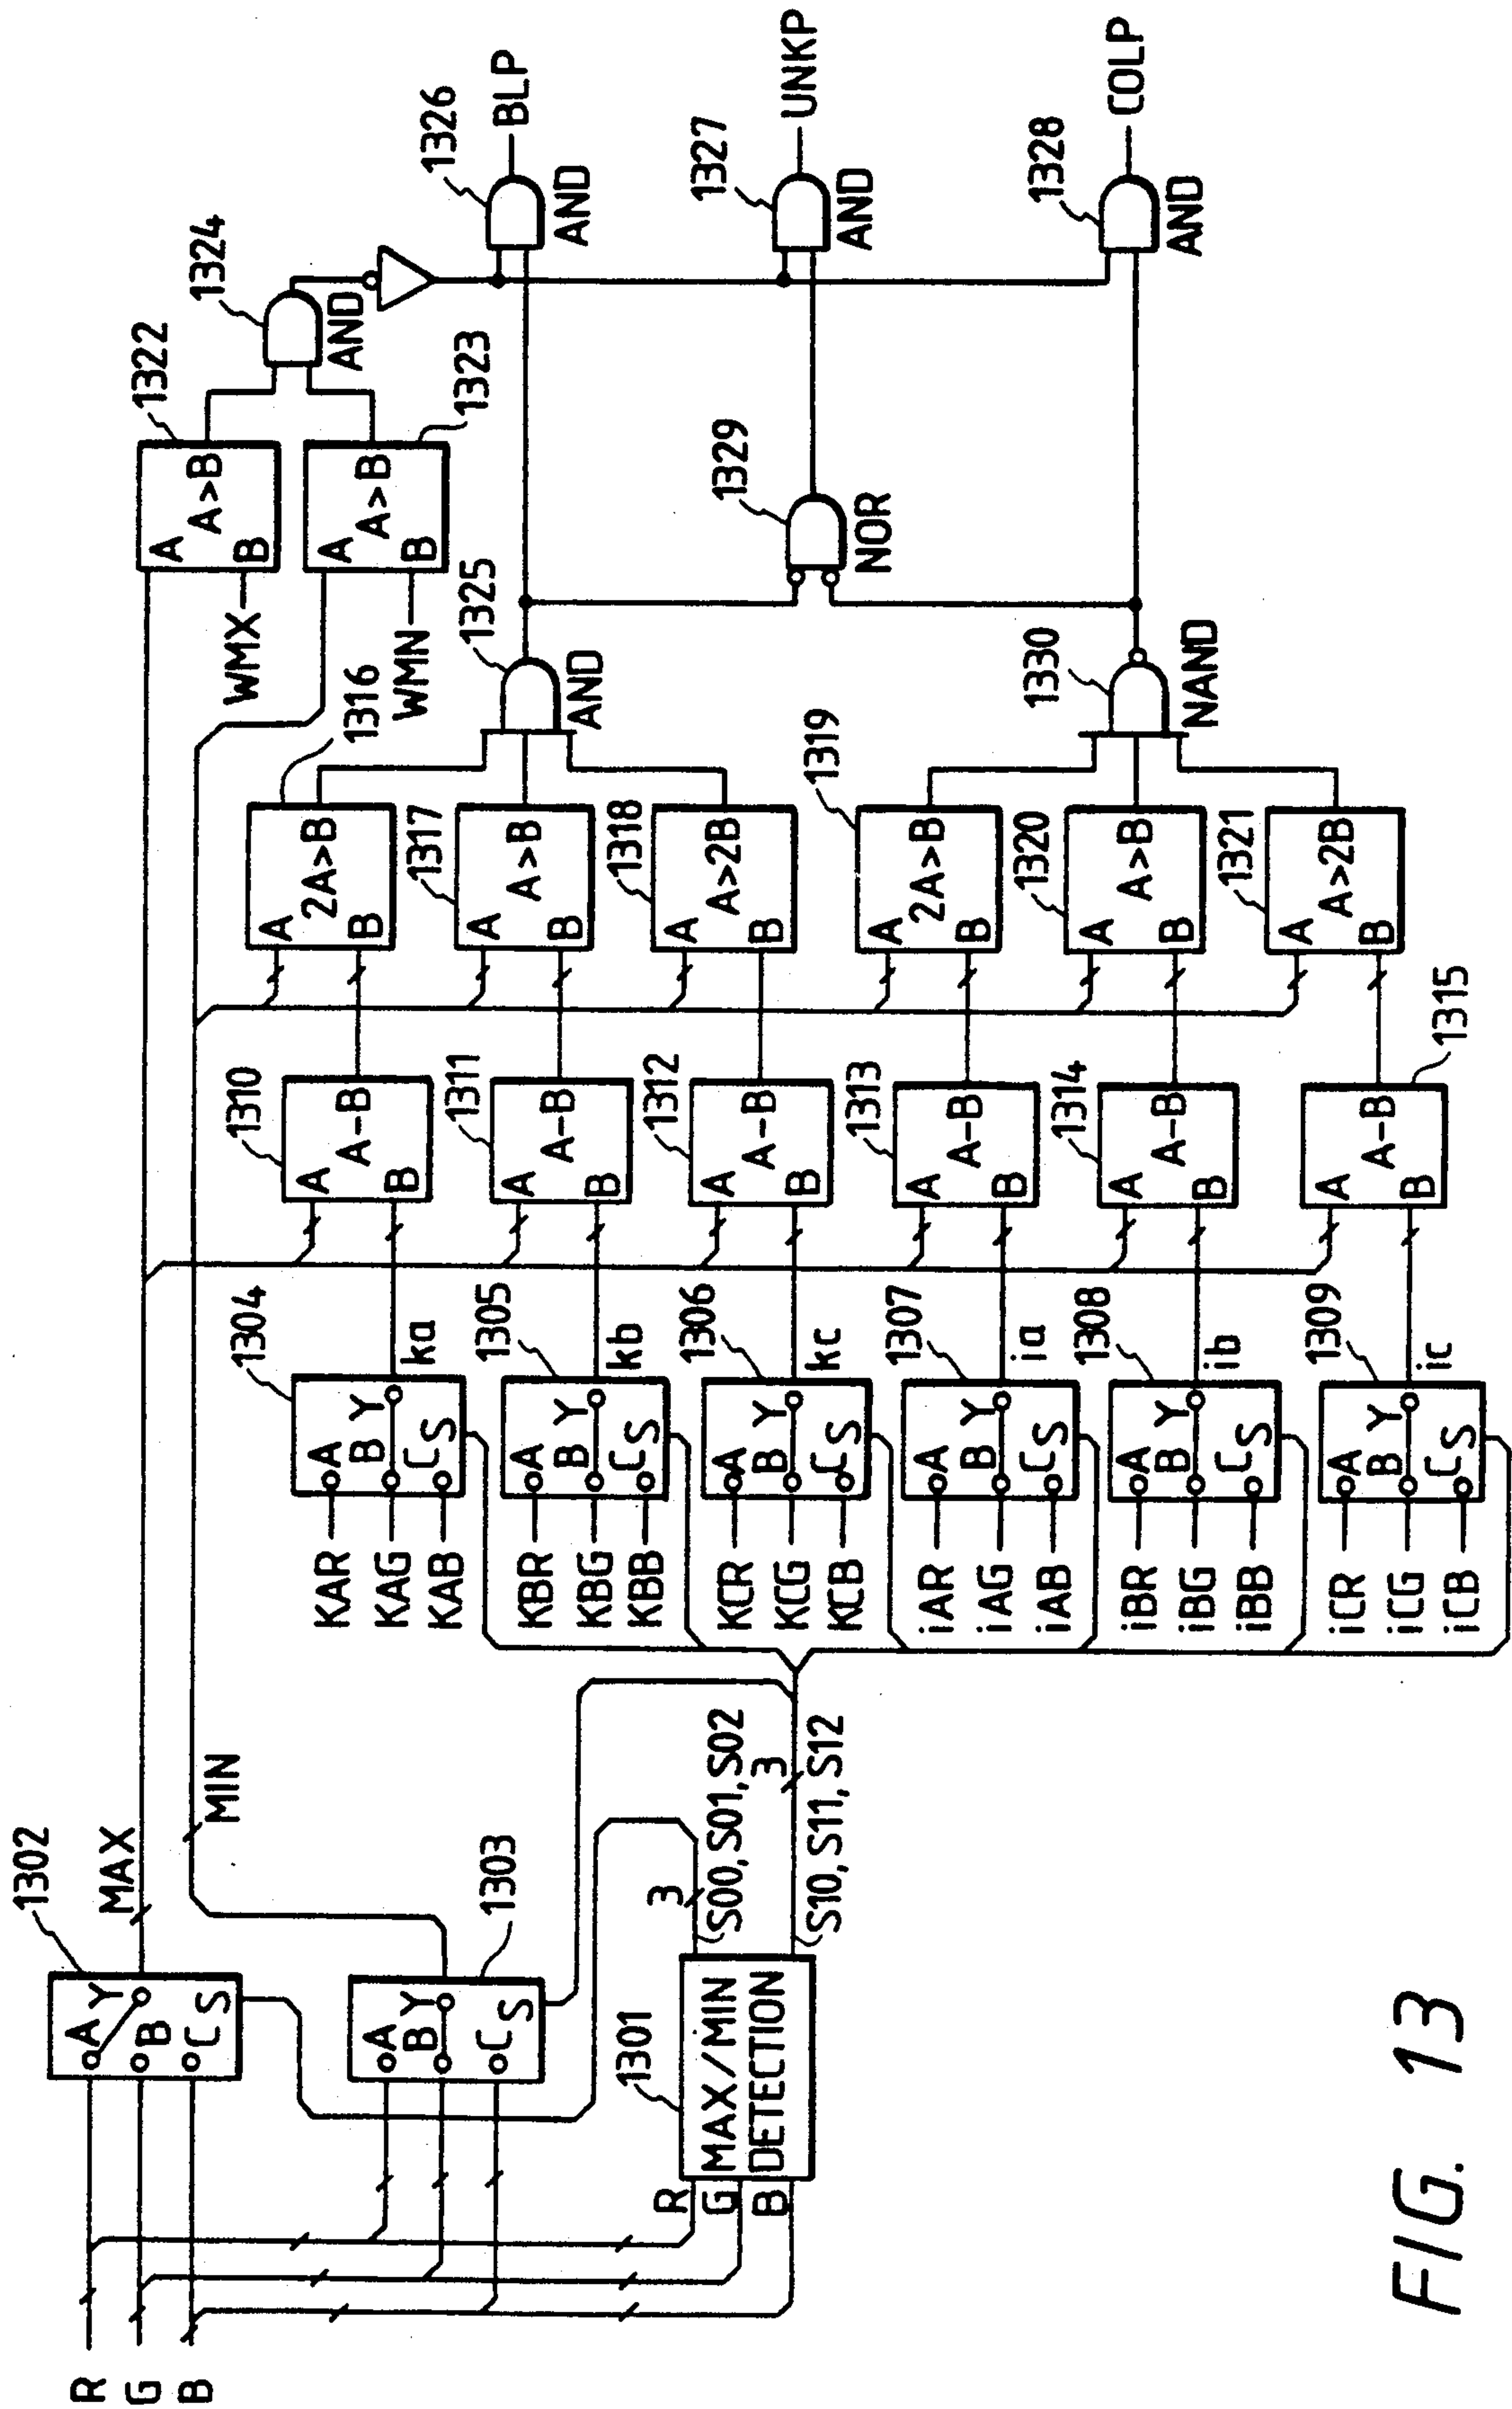 R
G
B
1302
A
Y
B
C
S
MAX
1303
A
B
Y
C
S
MIN
1301
MAX/MIN
DETECTION
R
G
B
3
S00, S01, S02
3
S10, S11, S12
KAR
KAG
KAB
1304
A
B
Y
C
S
ka
KBR
KBG
KBB
1305
A
B
Y
C
S
kb
KCR
KCG
KCB
1306
A
B
Y
C
S
kc
iAR
iAG
iAB
1307
A
B
Y
C
S
ia
iBR
iBG
iBB
1308
A
B
Y
C
S
ib
iCR
iCG
iCB
1309
A
B
Y
C
S
ic
1310
A
A-B
B
1311
A
A-B
B
1312
A
A-B
B
1313
A
A-B
B
1314
A
A-B
B
1315
A
A-B
B
1316
A
2A>B
B
1317
A
A>B
B
1318
A
A>2B
B
1319
A
2A>B
B
1320
A
A>B
B
1321
A
A>2B
B
WMX
1322
A
A>B
B
WMN
1323
A
A>B
B
1324
AND
1325
AND
1330
NAND
1329
NOR
1326
AND
BLP
1327
AND
UNKP
1328
AND
COLP
FIG. 13